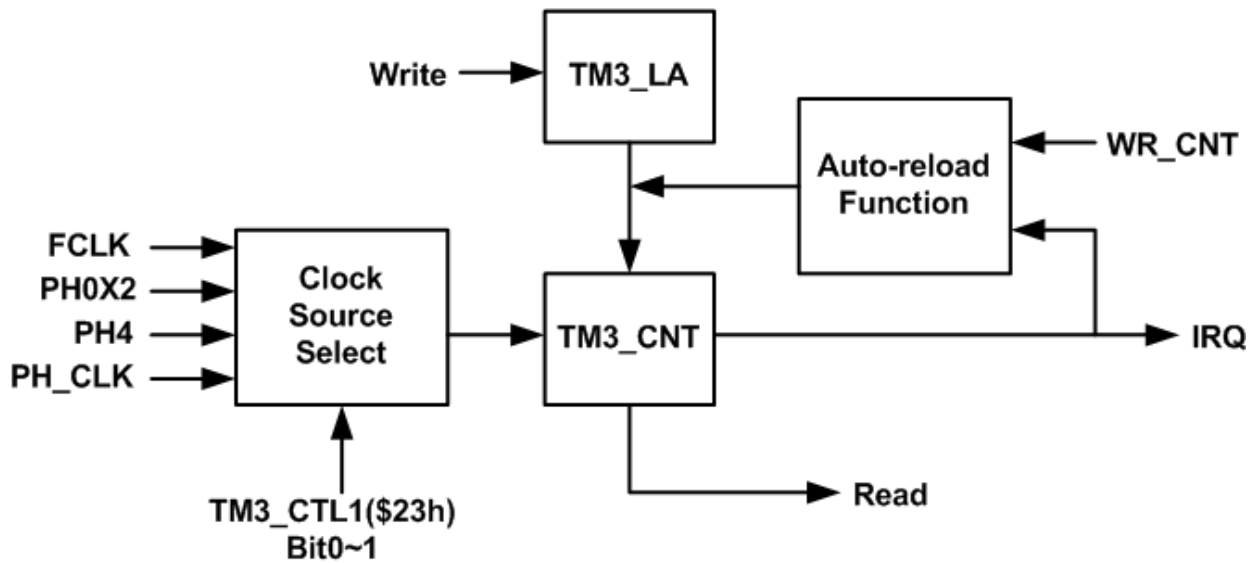 Write
TM3_LA
Auto-reload
Function
WR_CNT
FCLK
PH0X2
PH4
PH_CLK
Clock
Source
Select
TM3_CNT
IRQ
Read
TM3_CTL1($23h)
Bit0~1